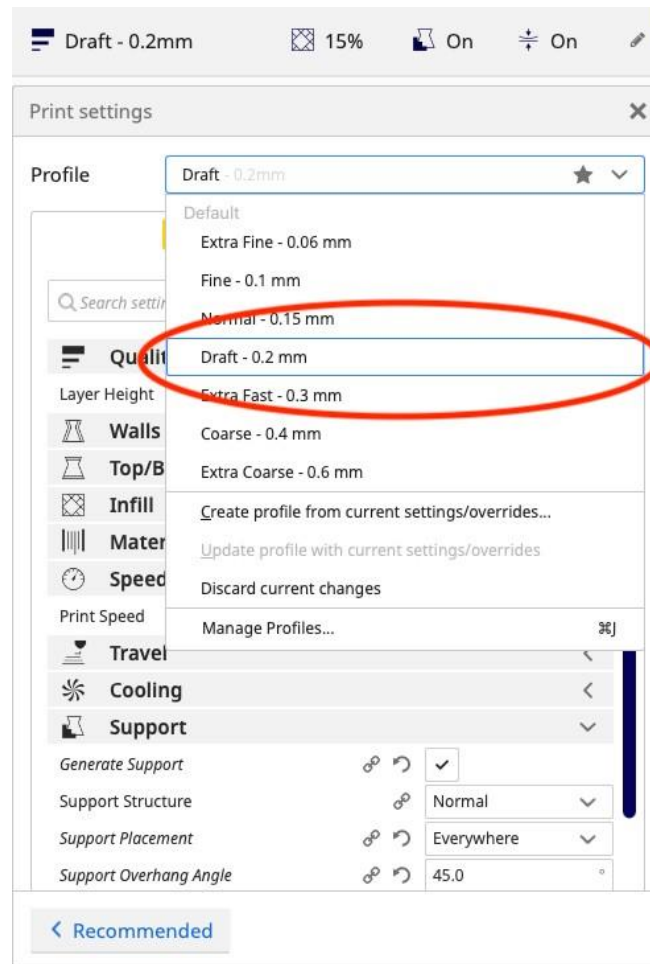 Draft - 0.2mm 15% On On
Print settings
Profile Draft - 0.2mm
Default
Extra Fine - 0.06 mm
Fine - 0.1 mm
Search settin
Normal - 0.15 mm
Qualit Draft - 0.2 mm
Layer Height Extra Fast - 0.3 mm
Walls Coarse - 0.4 mm
Top/B Extra Coarse - 0.6 mm
Infill Create profile from current settings/overrides...
Mater Update profile with current settings/overrides
Speed Discard current changes
Print Speed Manage Profiles... ⌘J
Travel
Cooling
Support
Generate Support
Support Structure Normal
Support Placement Everywhere
Support Overhang Angle 45.0 °
Recommended